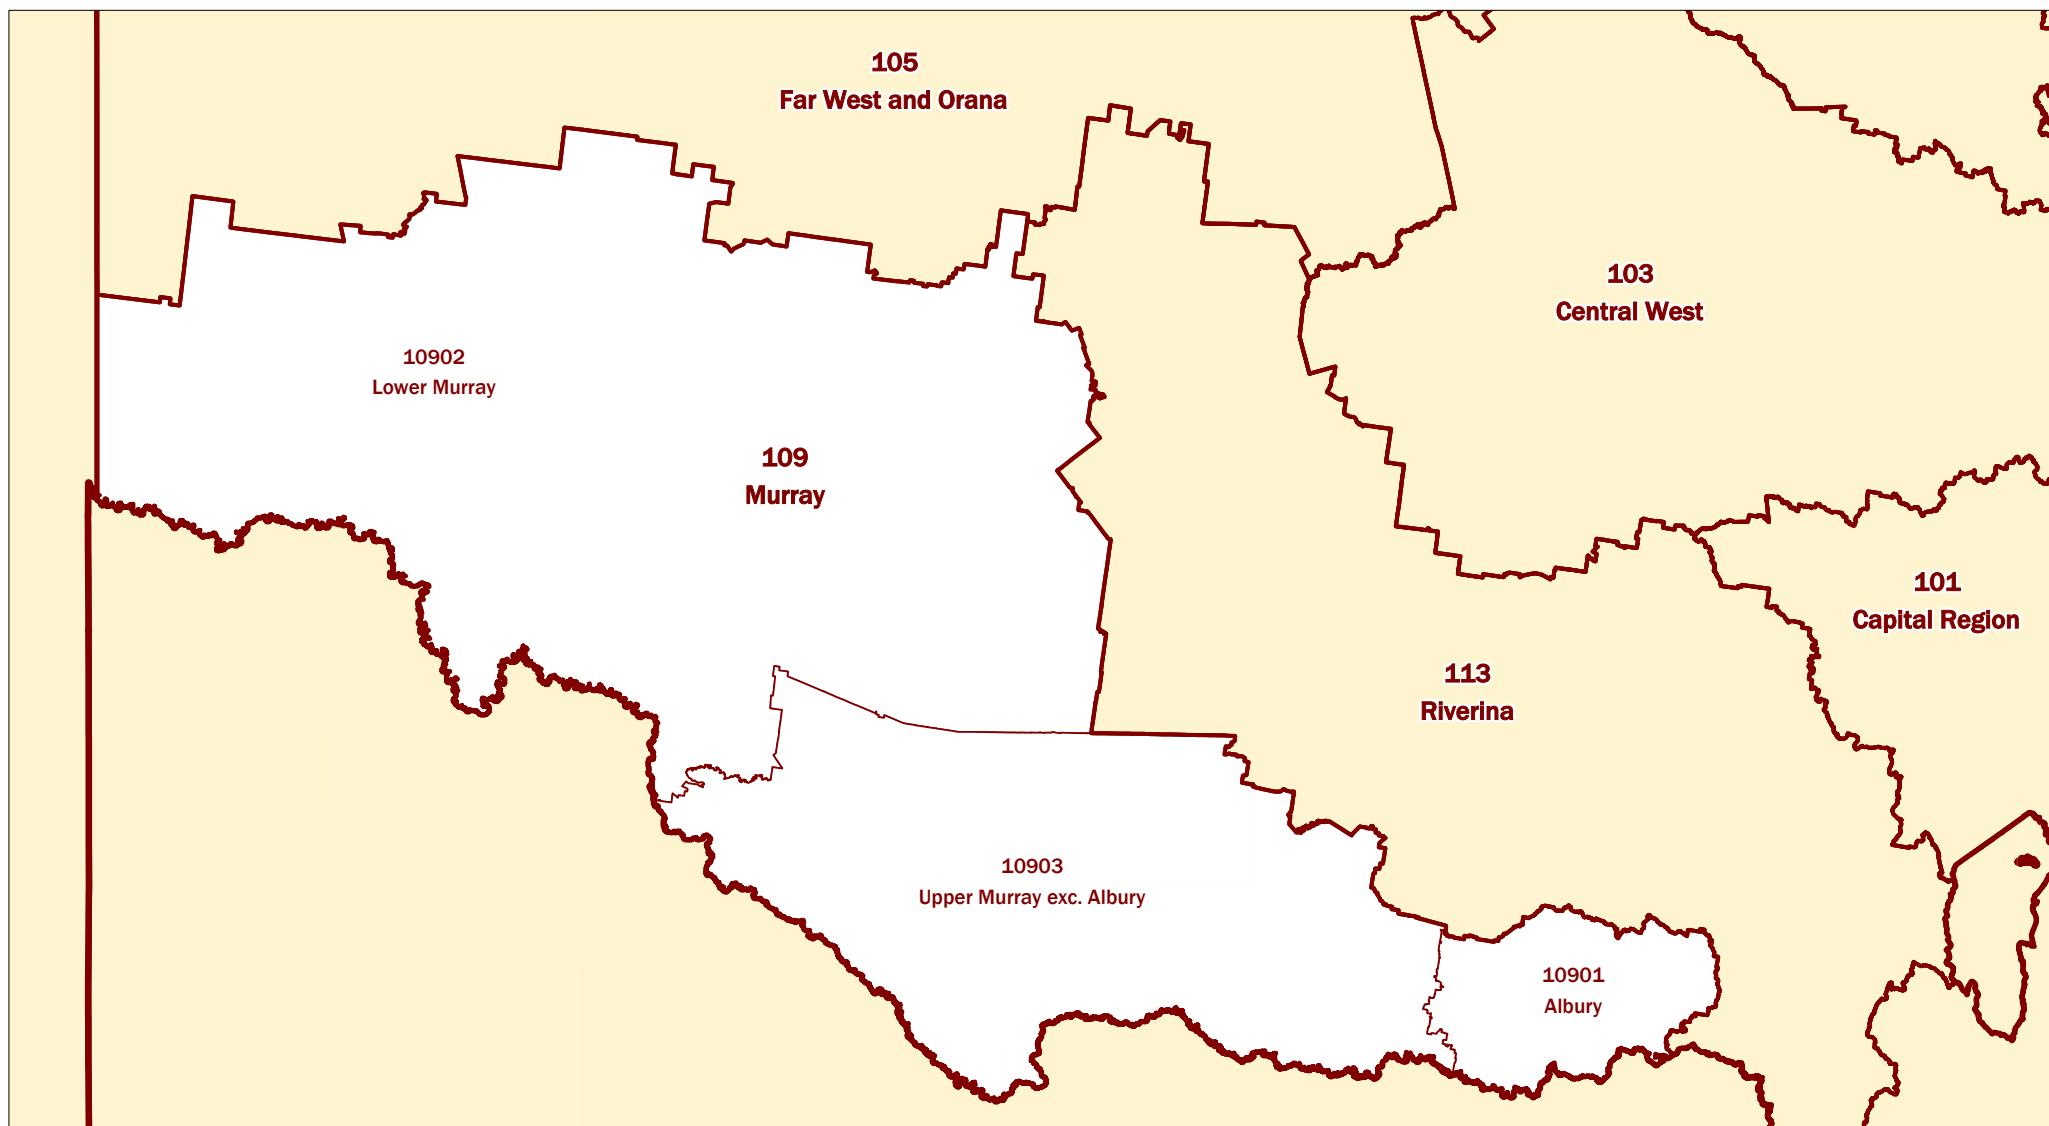 105
Far West and Orana
103
Central West
10902
Lower Murray
109
Murray
101
Capital Region
113
Riverina
10903
Upper Murray exc. Albury
10901
Albury